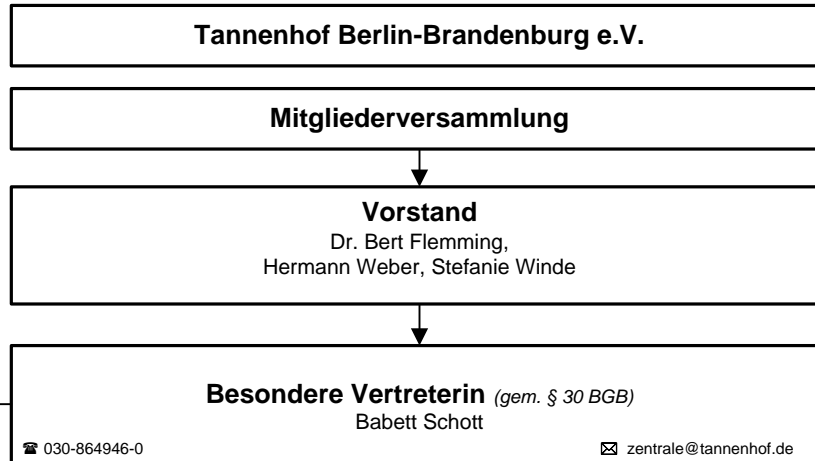 Tannenhof Berlin-Brandenburg e.V.
Mitgliederversammlung
Vorstand
Dr. Bert Flemming,
Hermann Weber, Stefanie Winde
Besondere Vertreterin (gem. § 30 BGB)
Babett Schott
☎ 030-864946-0 ✉ zentrale@tannenhof.de